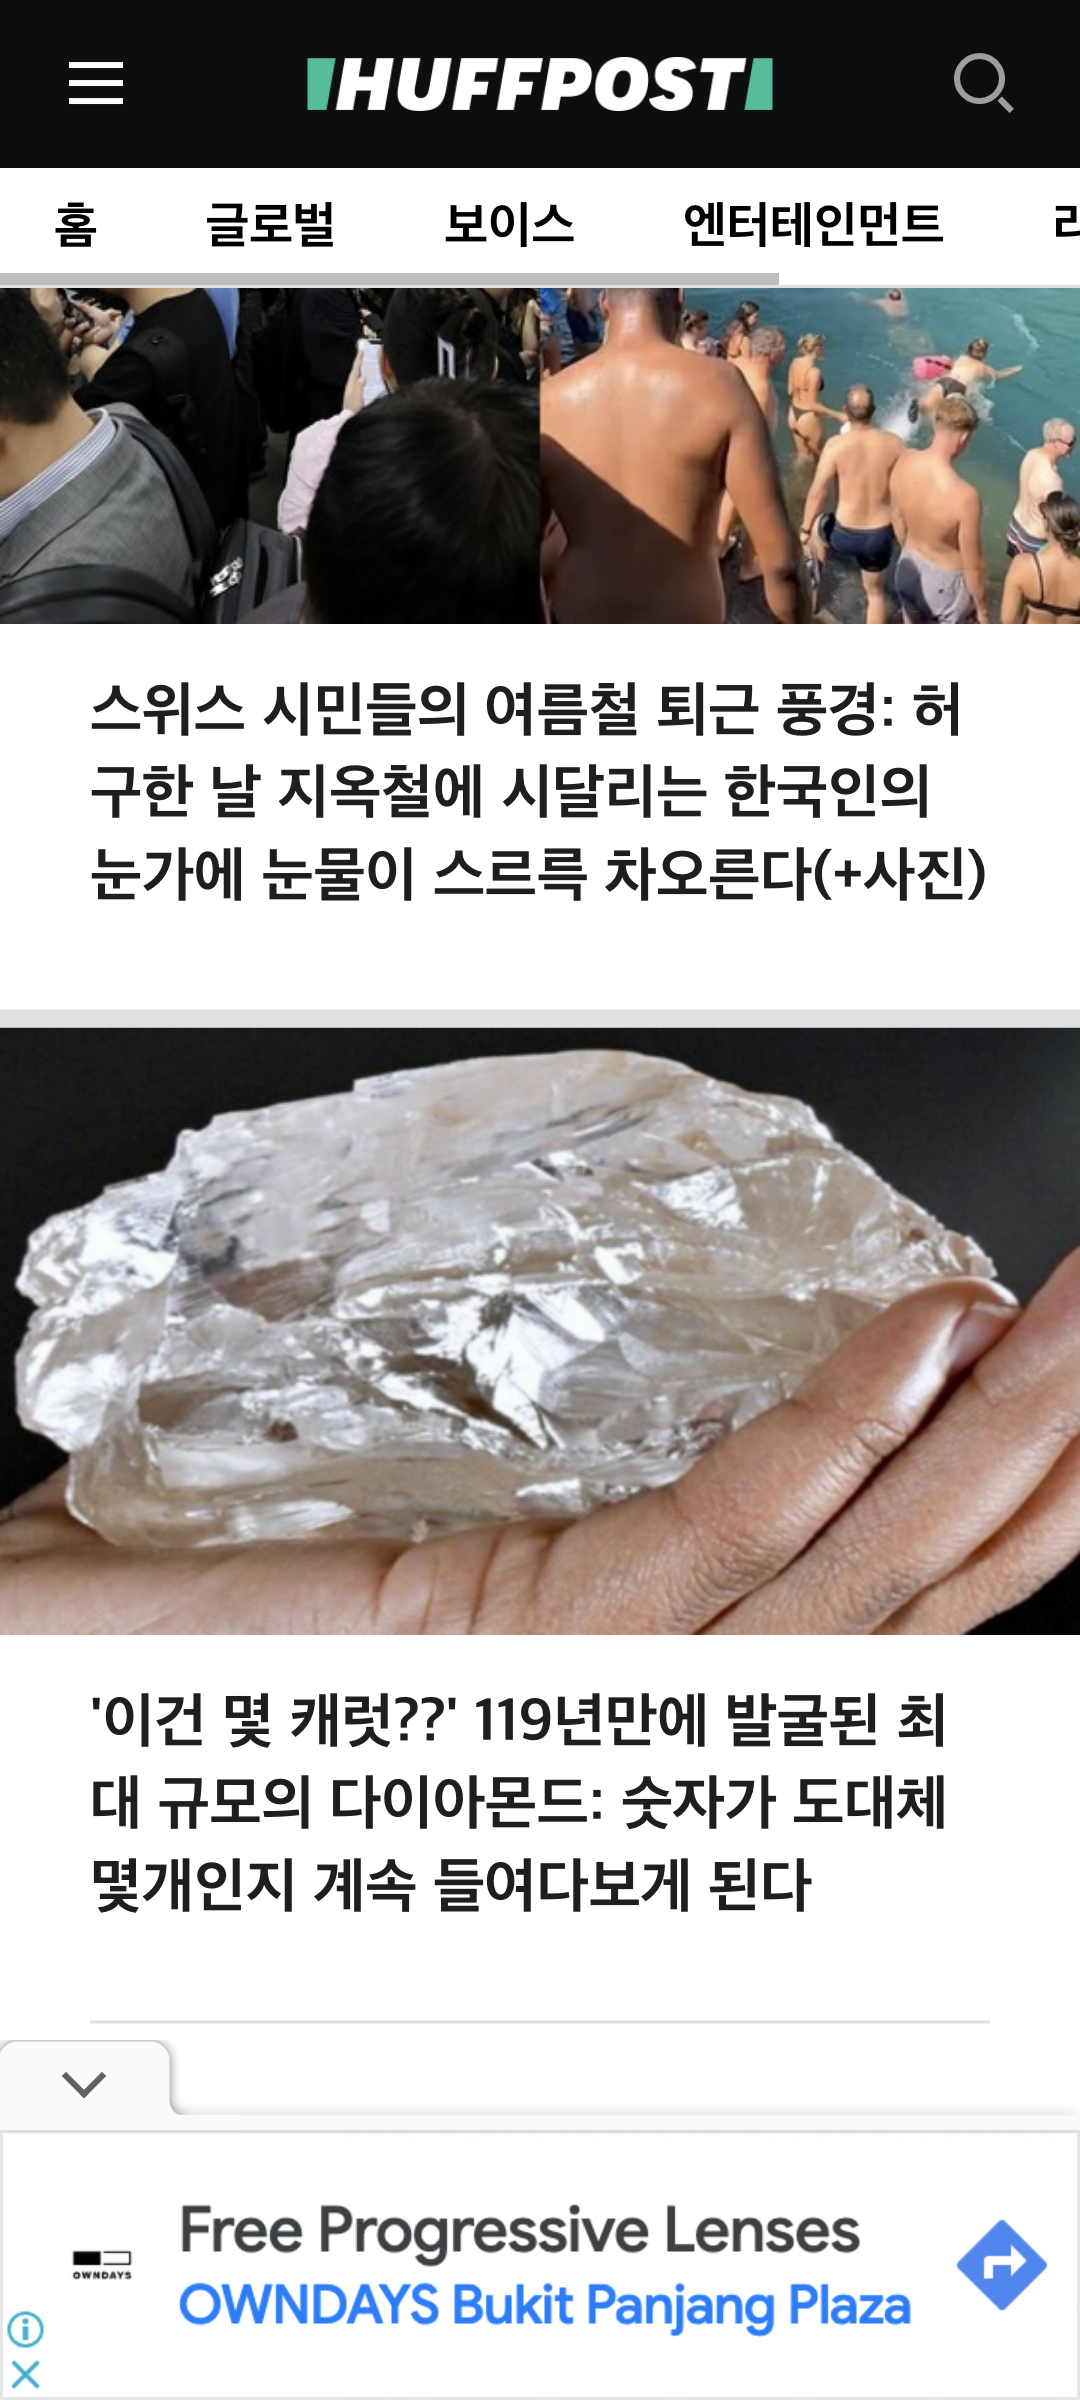 HUFFPOST
홈 글로벌 보이스 엔터테인먼트
스위스 시민들의 여름철 퇴근 풍경: 허
구한 날 지옥철에 시달리는 한국인의
눈가에 눈물이 스르륵 차오른다(+사진)
'이건 몇 캐럿??' 119년만에 발굴된 최
대 규모의 다이아몬드: 숫자가 도대체
몇개인지 계속 들여다보게 된다
Free Progressive Lenses
OWNDAYS
OWNDAYS Bukit Panjang Plaza